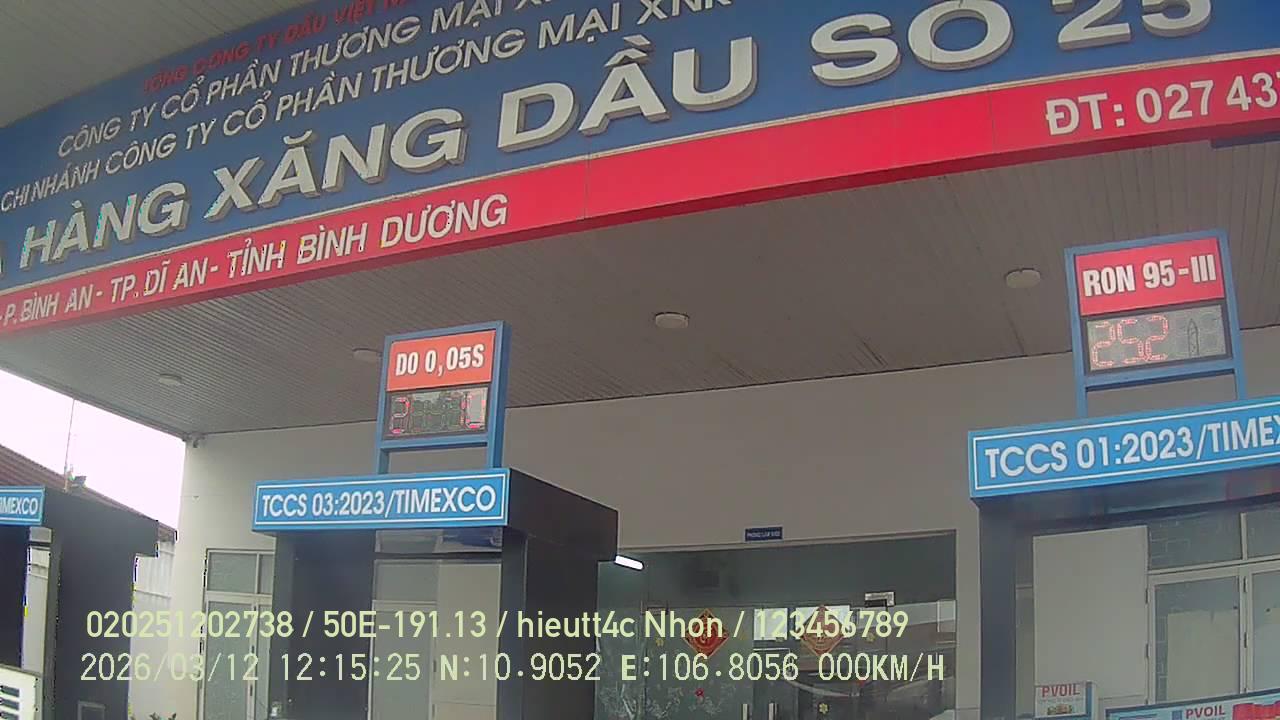 TỔNG CÔNG TY DẦU VIỆT
CÔNG TY CỔ PHẦN THƯƠNG MẠI
CHI NHÁNH CÔNG TY CỔ PHẦN THƯƠNG MẠI XNK
HÀNG XĂNG DẦU SỐ 25
ĐT: 027 43
- P. BÌNH AN - TP. DĨ AN - TỈNH BÌNH DƯƠNG
RON 95-III
252
DO 0,05S
TCCS 01:2023/TIMEX
TCCS 03:2023/TIMEXCO
TIMEXCO
020251202738 / 50E-191.13 / hieutt4c Nhon / 123456789
2026/03/12 12:15:25 N:10.9052 E:106.8056 000KM/H
PVOIL
PVOIL